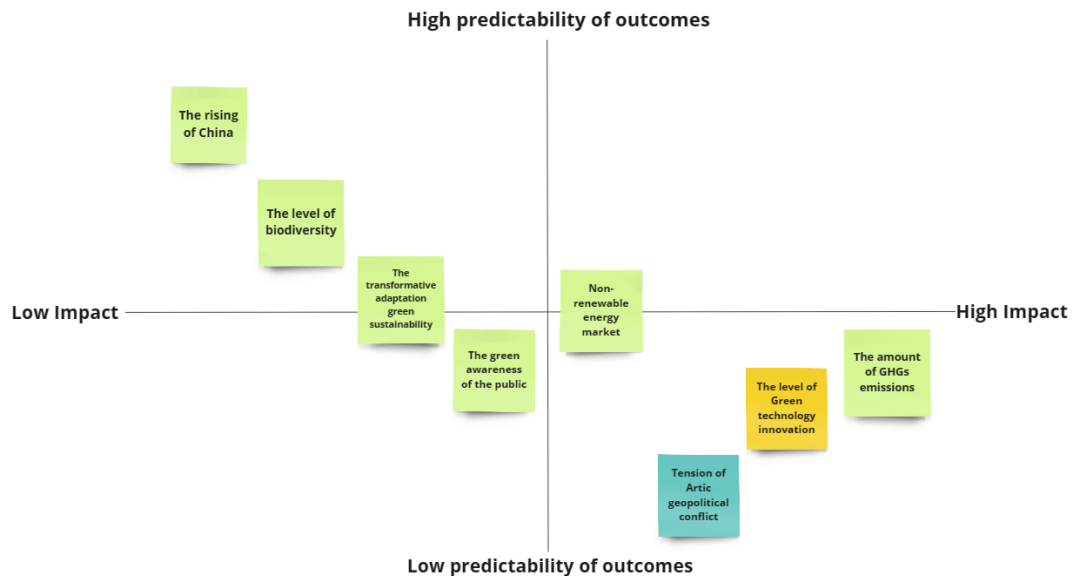 High predictability of outcomes
The rising
of China
The level of
biodiversity
The
transformative
adaptation
green
sustainability
Non-
renewable
energy
market
Low Impact
High Impact
The green
awareness
of the public
The amount
of GHGs
emissions
The level of
Green
technology
innovation
Tension of
Artic
geopolitical
conflict
Low predictability of outcomes